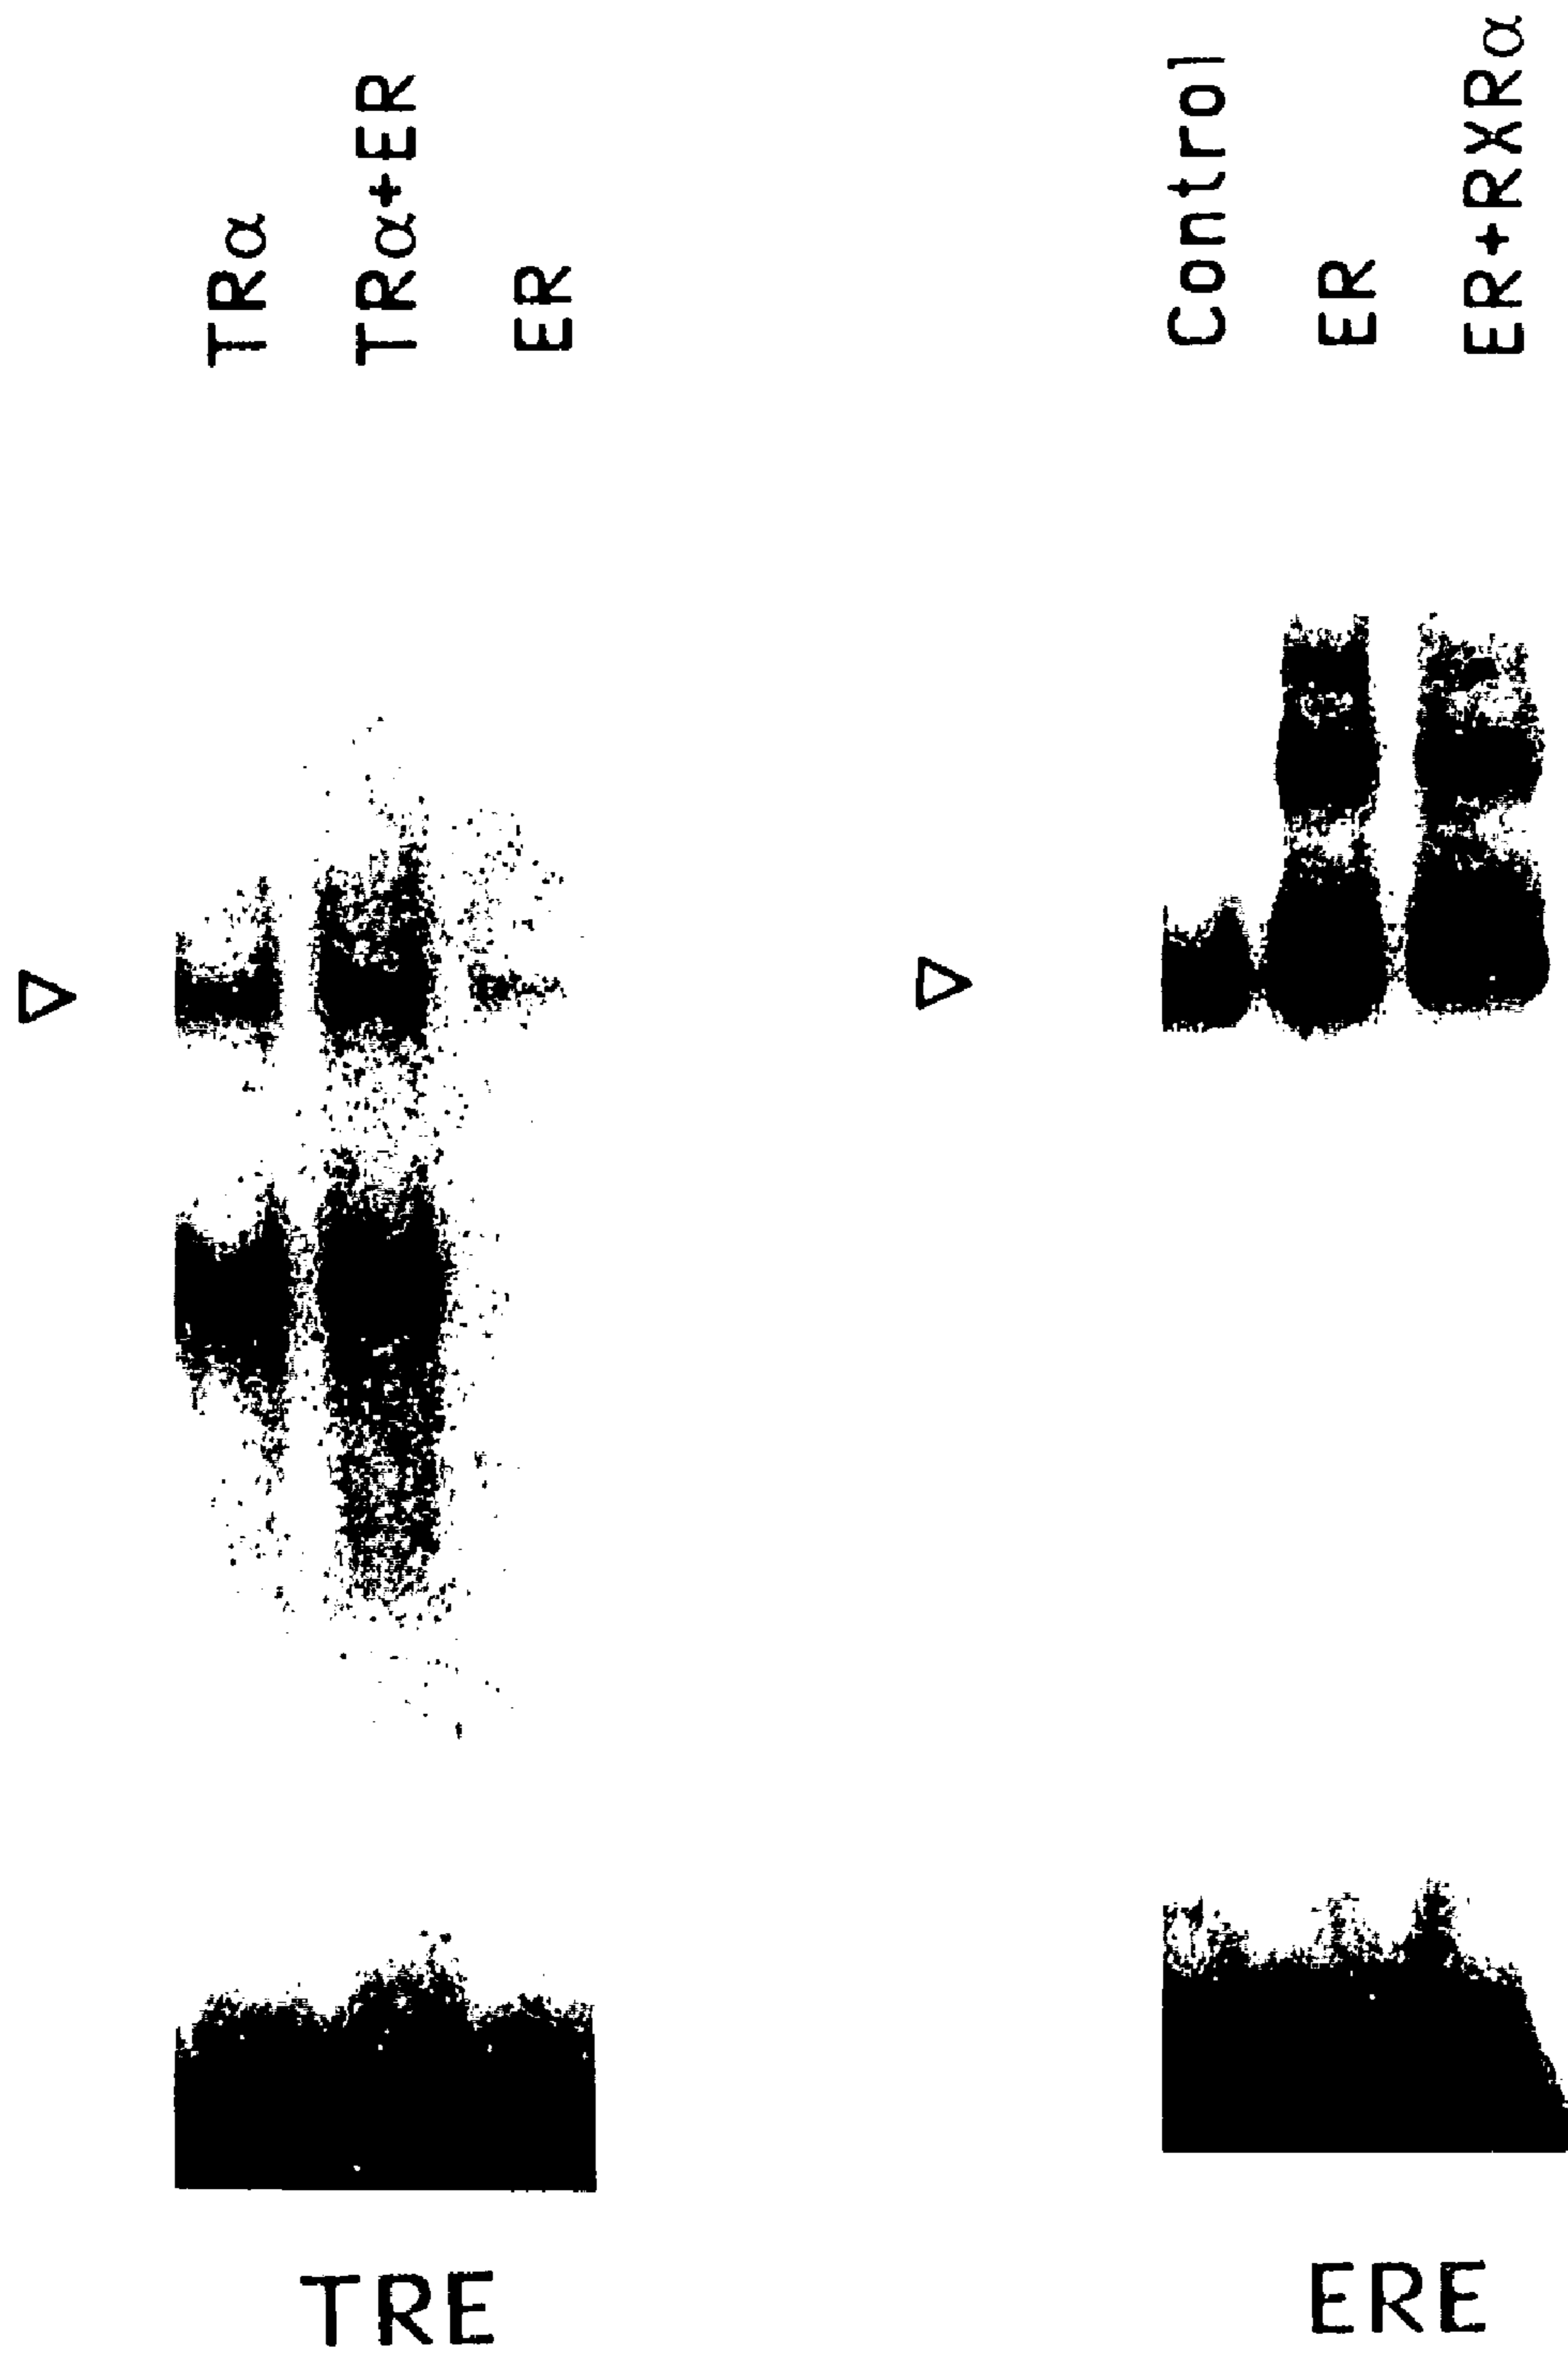 TRα
TRα+ER
ER
Control
ER
ER+RXRα
TRE
ERE